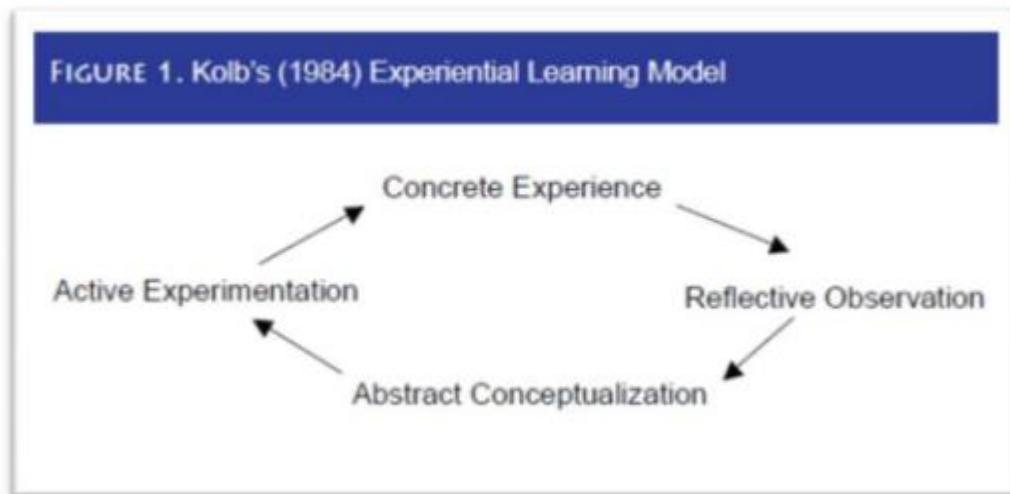 FIGURE 1. Kolb's (1984) Experiential Learning Model
Concrete Experience
Active Experimentation
Reflective Observation
Abstract Conceptualization